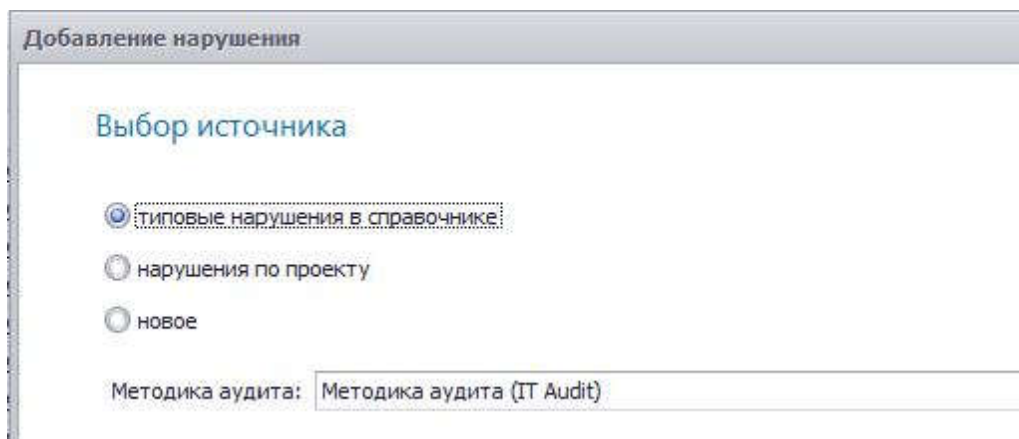 Добавление нарушения
Выбор источника
типовые нарушения в справочнике
нарушения по проекту
новое
Методика аудита: Методика аудита (IT Audit)